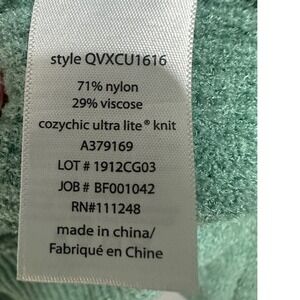 style QVXCU1616
71% nylon
29% viscose
cozychic ultra lite® knit
A379169
LOT # 1912CG03
JOB # BF001042
RN#111248
made in china/
Fabriqué en Chine